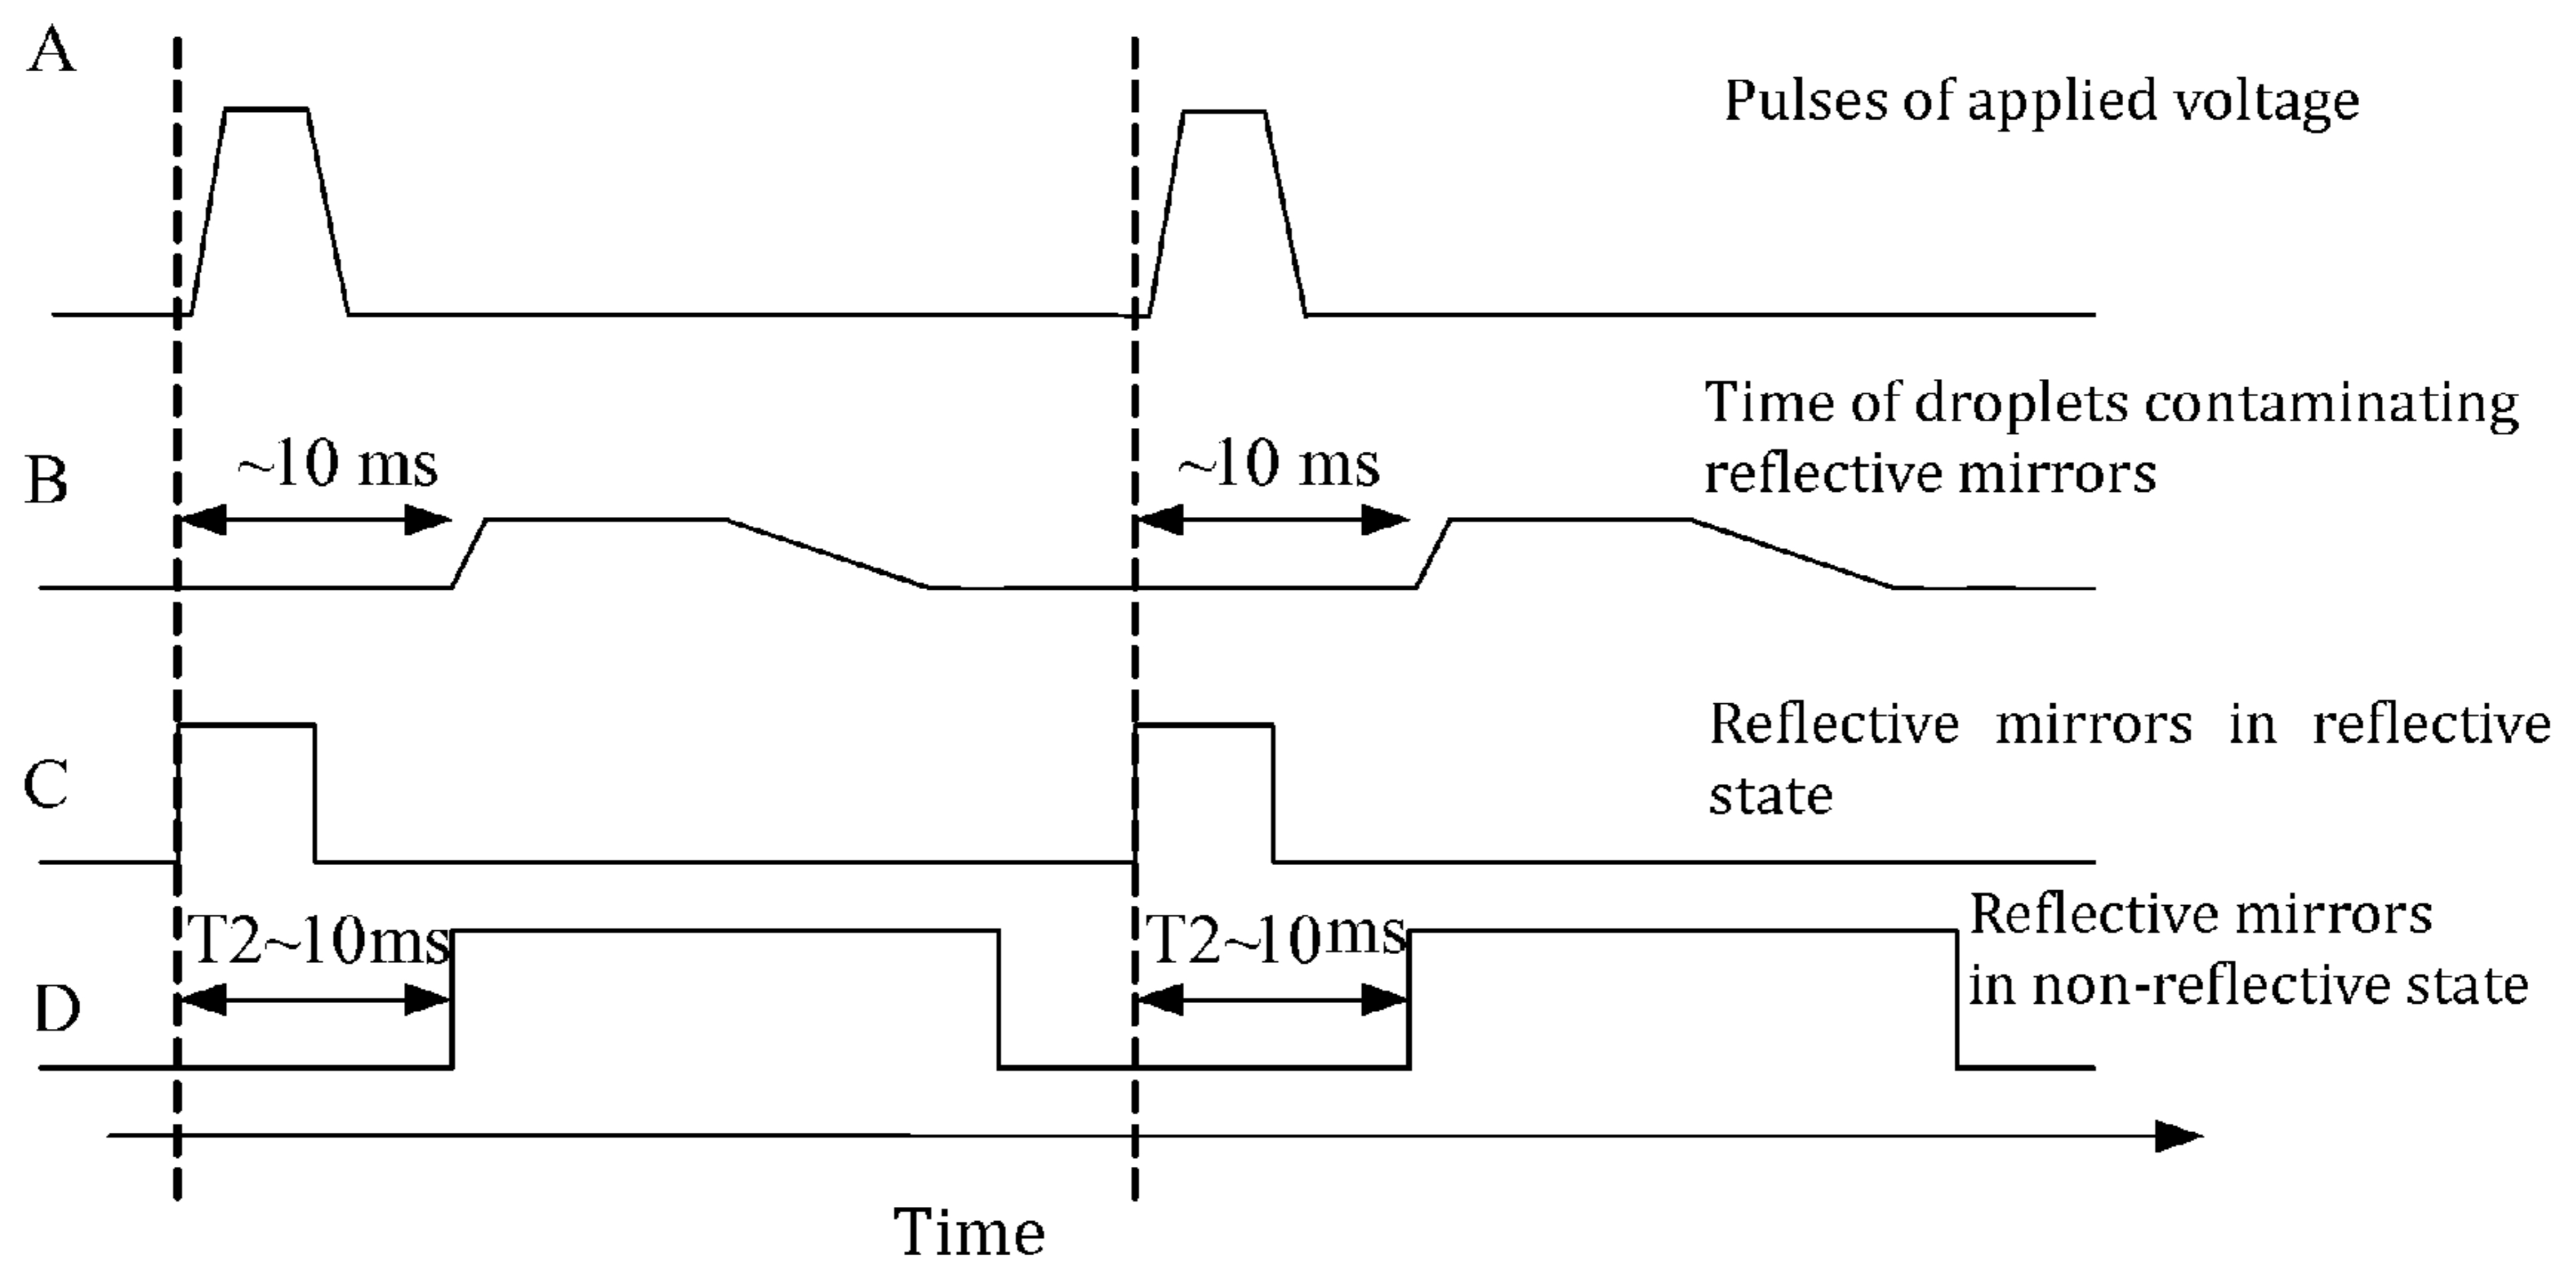 A
Pulses of applied voltage
Time of droplets contaminating
reflective mirrors
B
~10 ms
~10 ms
Reflective mirrors in reflective
state
C
T2~10ms
T2~10ms
Reflective mirrors
in non-reflective state
D
Time